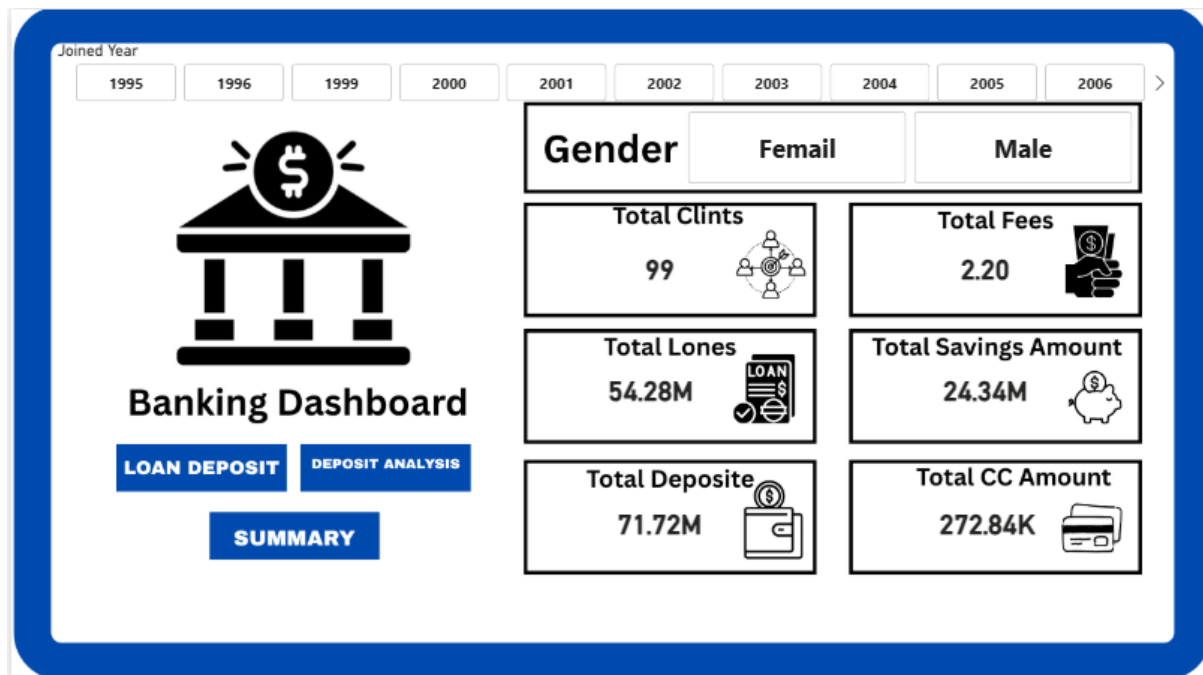 Joined Year
1995 1996 1999 2000 2001 2002 2003 2004 2005 2006
Gender Femail Male
Total Clints
99
Total Fees
2.20
Total Lones
54.28M
LOAN
Total Savings Amount
24.34M
Banking Dashboard
LOAN DEPOSIT DEPOSIT ANALYSIS
SUMMARY
Total Deposite
71.72M
Total CC Amount
272.84K